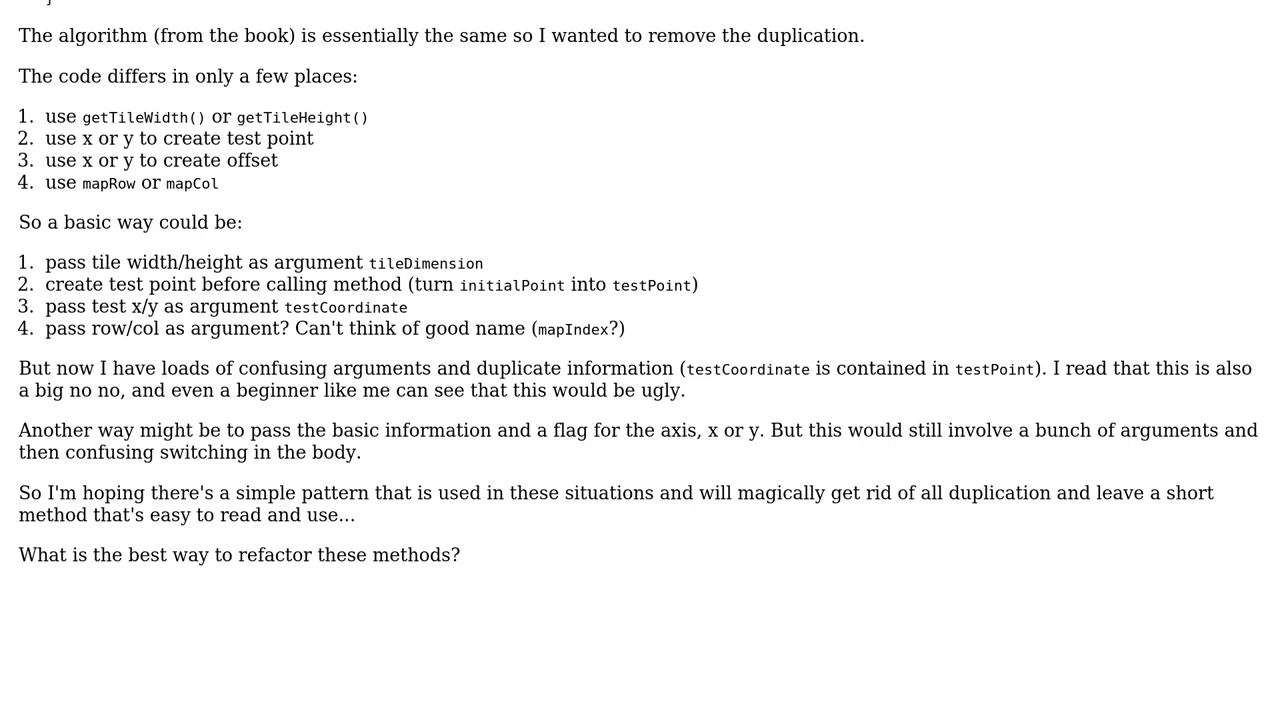 }
The algorithm (from the book) is essentially the same so I wanted to remove the duplication.
The code differs in only a few places:
1. use getTileWidth() or getTileHeight()
2. use x or y to create test point
3. use x or y to create offset
4. use mapRow or mapCol
So a basic way could be:
1. pass tile width/height as argument tileDimension
2. create test point before calling method (turn initialPoint into testPoint)
3. pass test x/y as argument testCoordinate
4. pass row/col as argument? Can't think of good name (mapIndex?)
But now I have loads of confusing arguments and duplicate information (testCoordinate is contained in testPoint). I read that this is also
a big no no, and even a beginner like me can see that this would be ugly.
Another way might be to pass the basic information and a flag for the axis, x or y. But this would still involve a bunch of arguments and
then confusing switching in the body.
So I'm hoping there's a simple pattern that is used in these situations and will magically get rid of all duplication and leave a short
method that's easy to read and use...
What is the best way to refactor these methods?